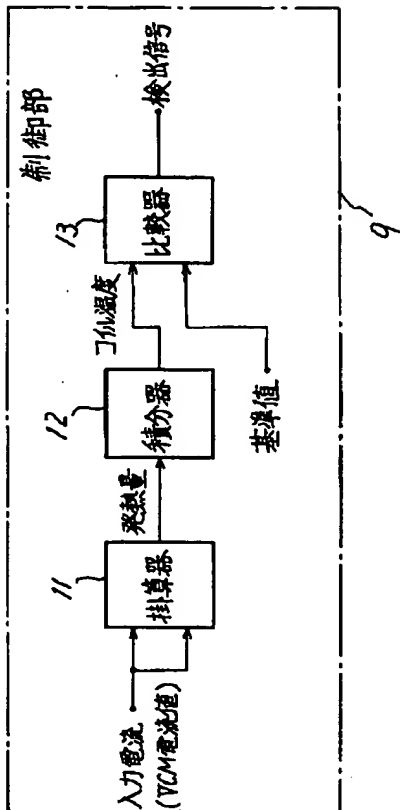 制御部
入力電流
(VCM電流値)
11
掛算器
発熱量
12
積分器
コイル温度
基準値
13
比較器
検出信号
9